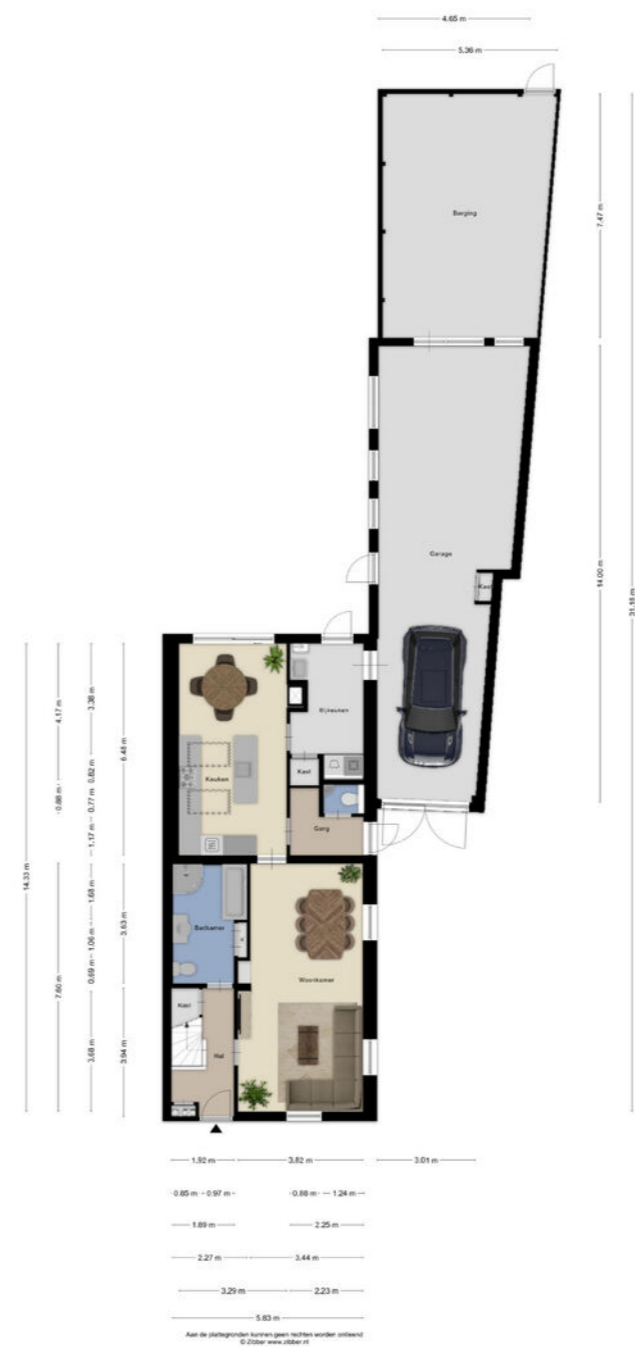 4.65 m
5.36 m
Berging
7.47 m
Garage
14.00 m
31.55 m
Kast
Bijkeuken
Keuken
Kast
Gang
Badkamer
Woonkamer
Kast
Hal
14.33 m
4.17 m
0.88 m
7.60 m
3.38 m
0.82 m
0.77 m
1.17 m
1.68 m
1.06 m
0.69 m
3.68 m
6.48 m
3.63 m
3.94 m
1.92 m 3.82 m 3.01 m
0.85 m 0.97 m 0.88 m 1.24 m
1.89 m 2.25 m
2.27 m 3.44 m
3.29 m 2.23 m
5.83 m
Aan de plattegronden kunnen geen rechten worden ontleend
© Zibber www.zibber.nl